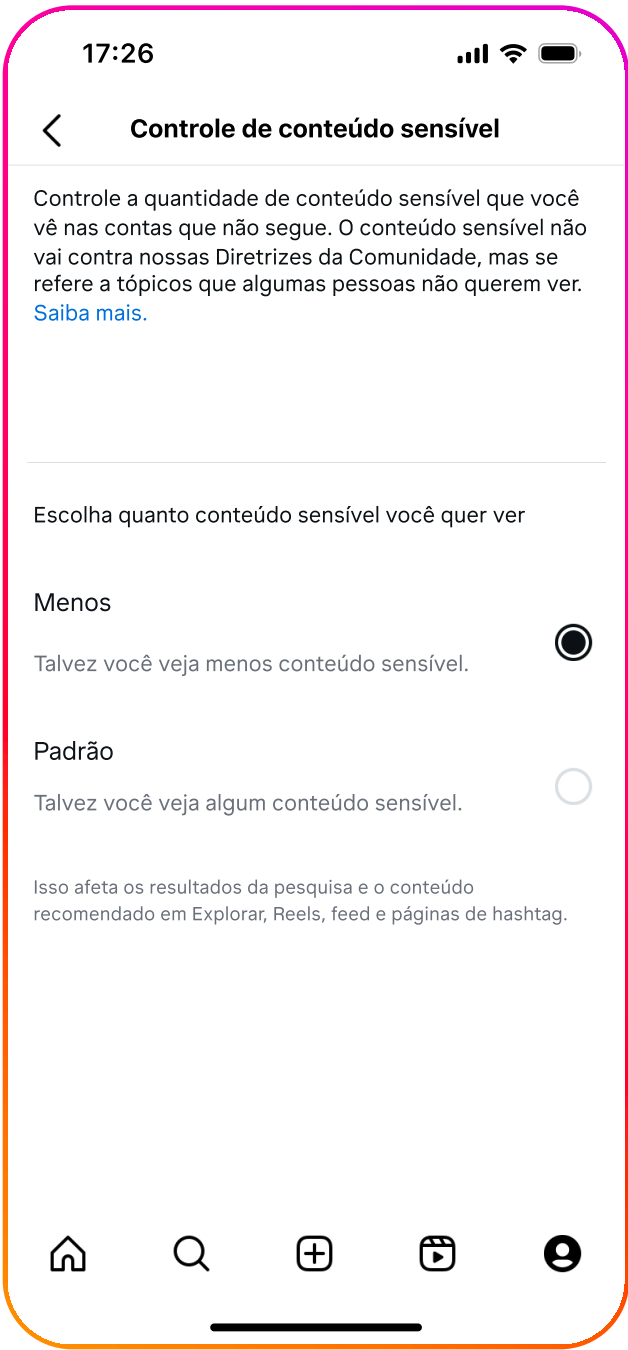 17:26
Controle de conteúdo sensível
Controle a quantidade de conteúdo sensível que você
vê nas contas que não segue. O conteúdo sensível não
vai contra nossas Diretrizes da Comunidade, mas se
refere a tópicos que algumas pessoas não querem ver.
Saiba mais.
Escolha quanto conteúdo sensível você quer ver
Menos
Talvez você veja menos conteúdo sensível.
Padrão
Talvez você veja algum conteúdo sensível.
Isso afeta os resultados da pesquisa e o conteúdo
recomendado em Explorar, Reels, feed e páginas de hashtag.